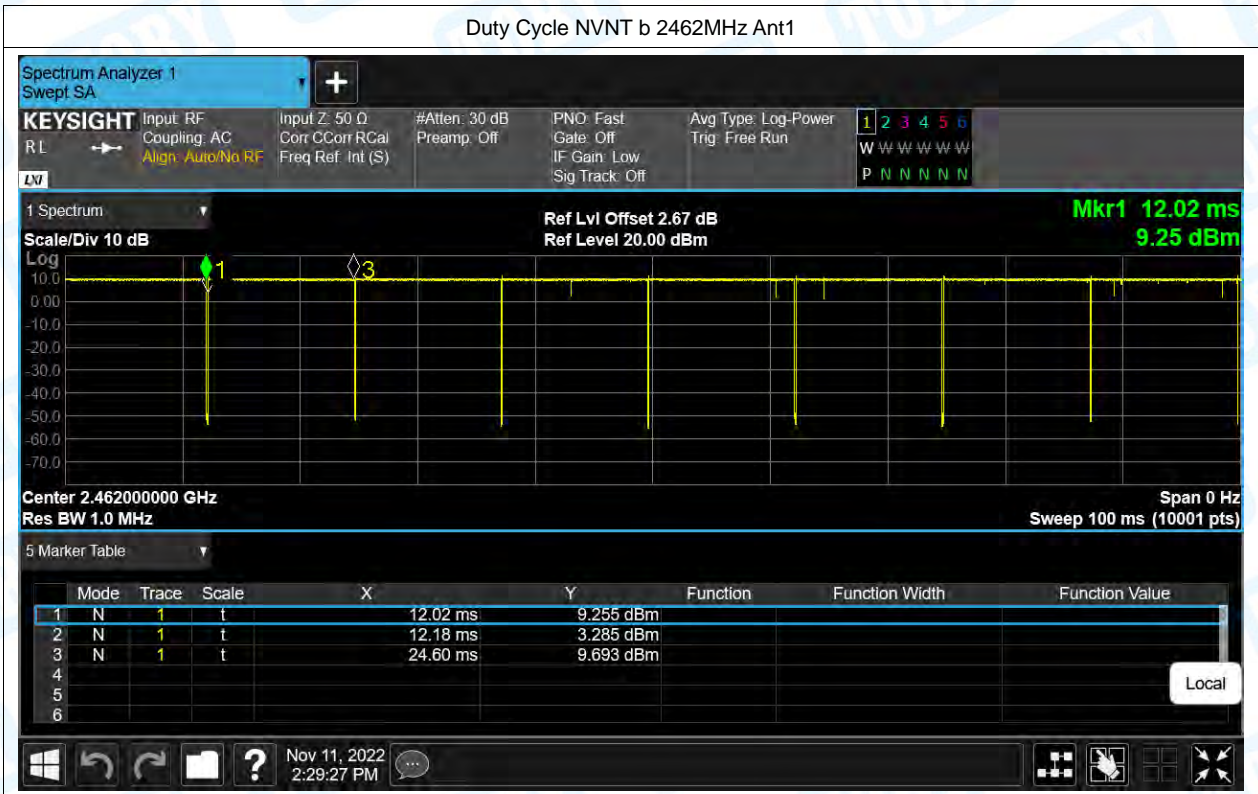 Duty Cycle NVNT b 2462MHz Ant1
Spectrum Analyzer 1
Swept SA
+
KEYSIGHT Input: RF Input Z: 50 Ω #Atten: 30 dB PNO: Fast Avg Type: Log-Power 1 2 3 4 5 6
RL Coupling: AC Corr CCorr RCal Preamp: Off Gate: Off Trig: Free Run W W W W W W
Align: Auto/No RF Freq Ref: Int (S) IF Gain: Low
LXI Sig Track: Off P N N N N N
1 Spectrum Ref Lvl Offset 2.67 dB Mkr1 12.02 ms
Scale/Div 10 dB Ref Level 20.00 dBm 9.25 dBm
Log
1 3
10.0
0.00
-10.0
-20.0
-30.0
-40.0
-50.0
-60.0
-70.0
Center 2.462000000 GHz Span 0 Hz
Res BW 1.0 MHz Sweep 100 ms (10001 pts)
5 Marker Table
Mode Trace Scale X Y Function Function Width Function Value
1 N 1 t 12.02 ms 9.255 dBm
2 N 1 t 12.18 ms 3.285 dBm
3 N 1 t 24.60 ms 9.693 dBm
4
5
6
Local
? Nov 11, 2022
2:29:27 PM